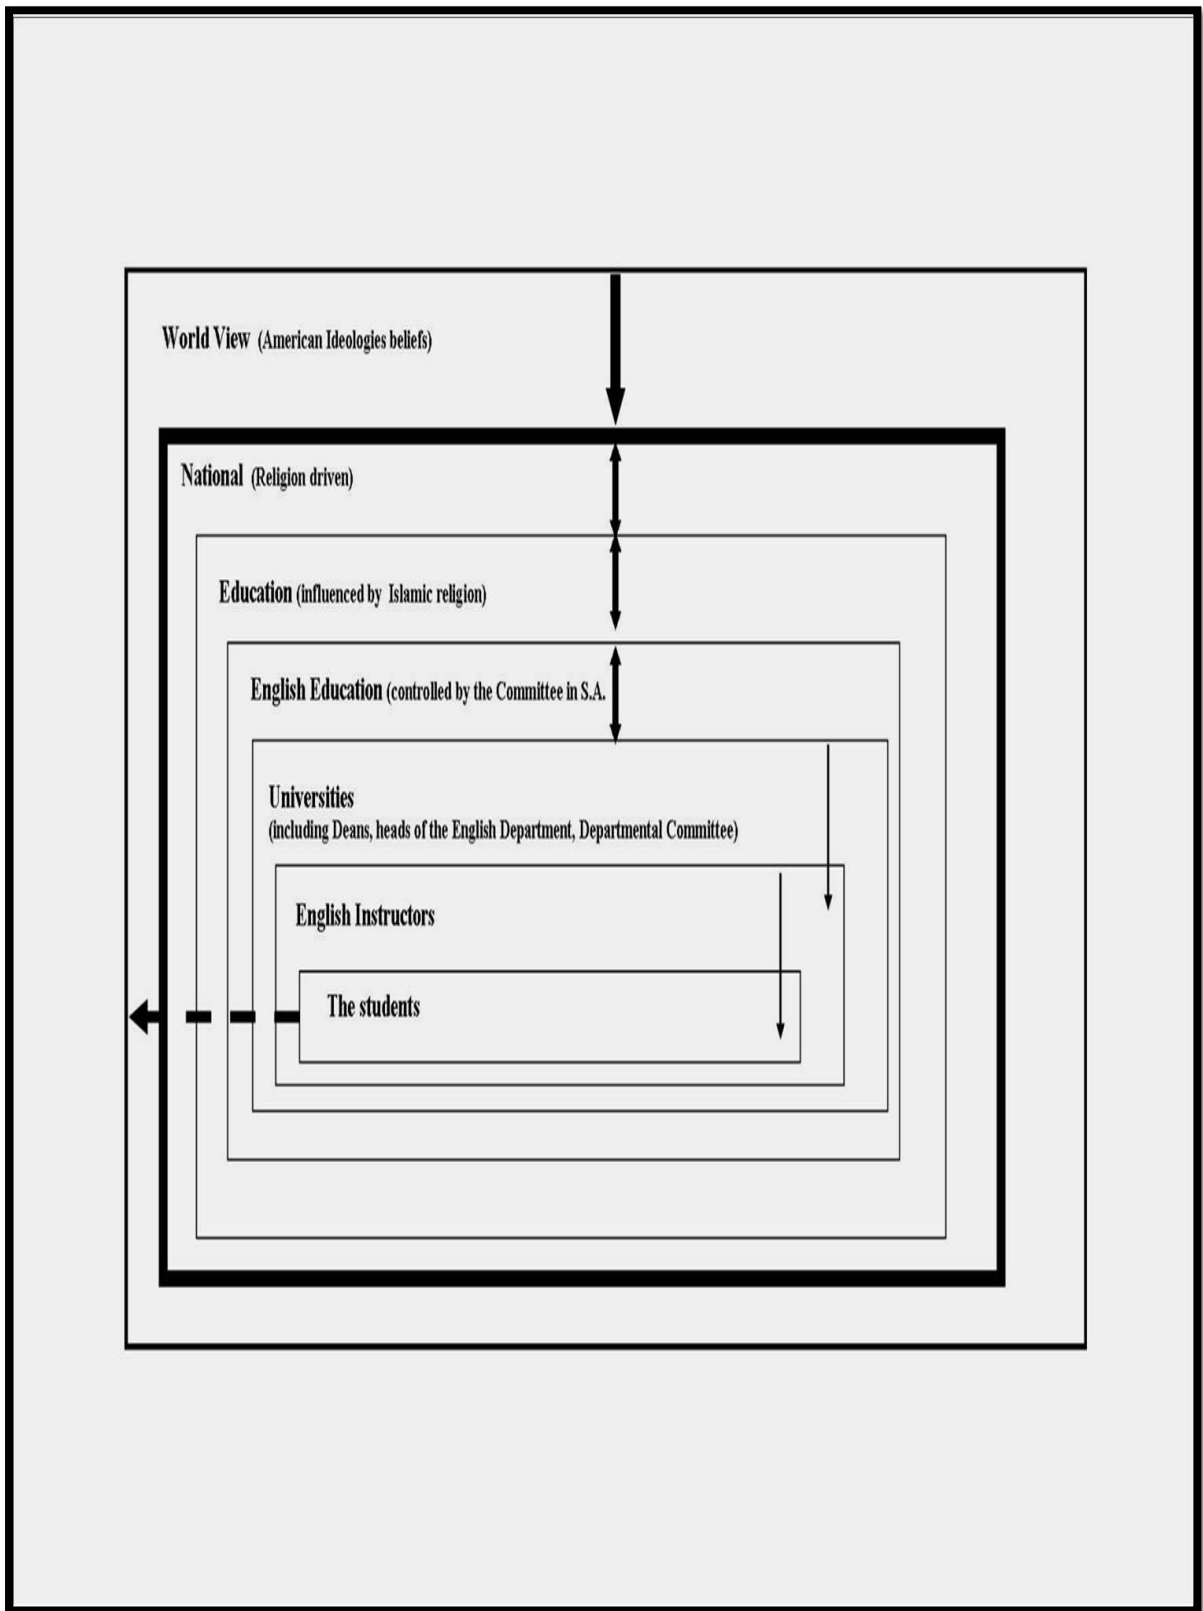 World View (American Ideologies beliefs)
National (Religion driven)
Education (influenced by Islamic religion)
English Education (controlled by the Committee in S.A.
Universities
(including Deans, heads of the English Department, Departmental Committee)
English Instructors
The students